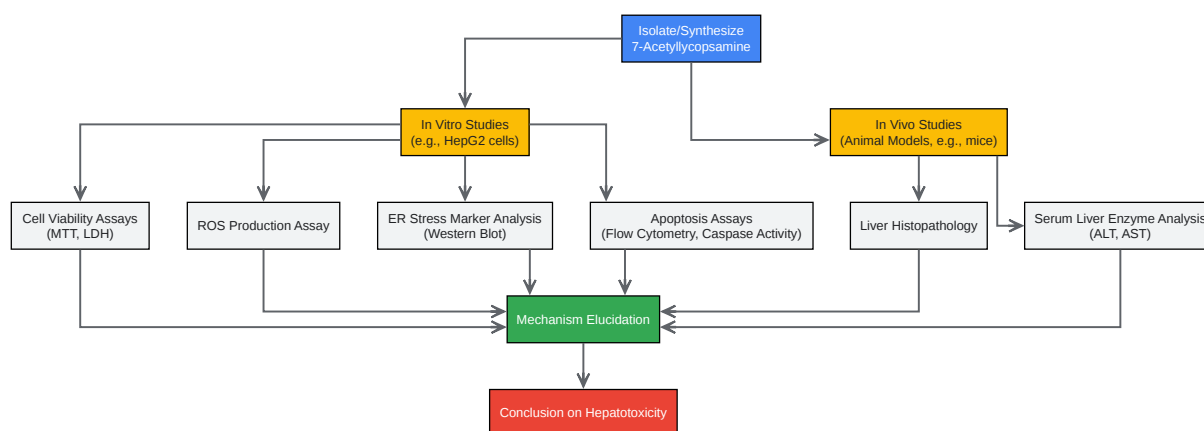 Isolate/Synthesize
7-Acetyllycopsamine
In Vitro Studies
(e.g., HepG2 cells)
In Vivo Studies
(Animal Models, e.g., mice)
Cell Viability Assays
(MTT, LDH)
ROS Production Assay
ER Stress Marker Analysis
(Western Blot)
Apoptosis Assays
(Flow Cytometry, Caspase Activity)
Liver Histopathology
Serum Liver Enzyme Analysis
(ALT, AST)
Mechanism Elucidation
Conclusion on Hepatotoxicity